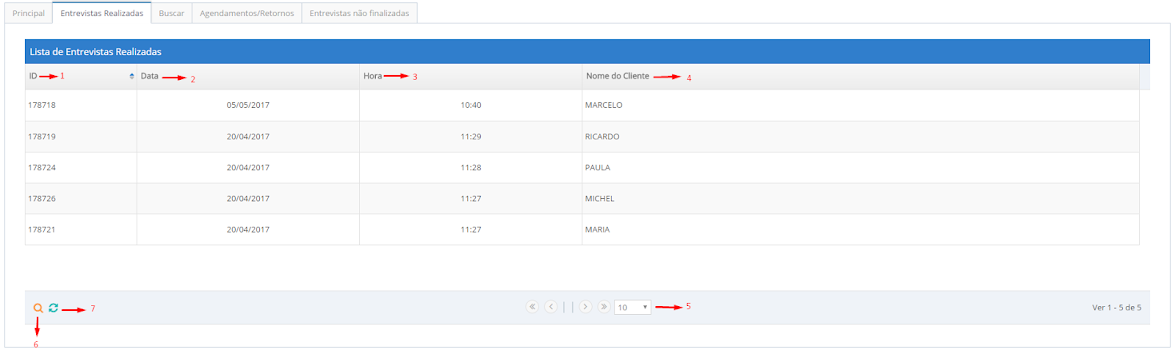 Principal Entrevistas Realizadas Buscar Agendamentos/Retornos Entrevistas não finalizadas
Lista de Entrevistas Realizadas
ID 1 Data 2 Hora 3 Nome do Cliente 4
178718 05/05/2017 10:40 MARCELO
178719 20/04/2017 11:29 RICARDO
178724 20/04/2017 11:28 PAULA
178726 20/04/2017 11:27 MICHEL
178721 20/04/2017 11:27 MARIA
7 10 5 Ver 1 - 5 de 5
6